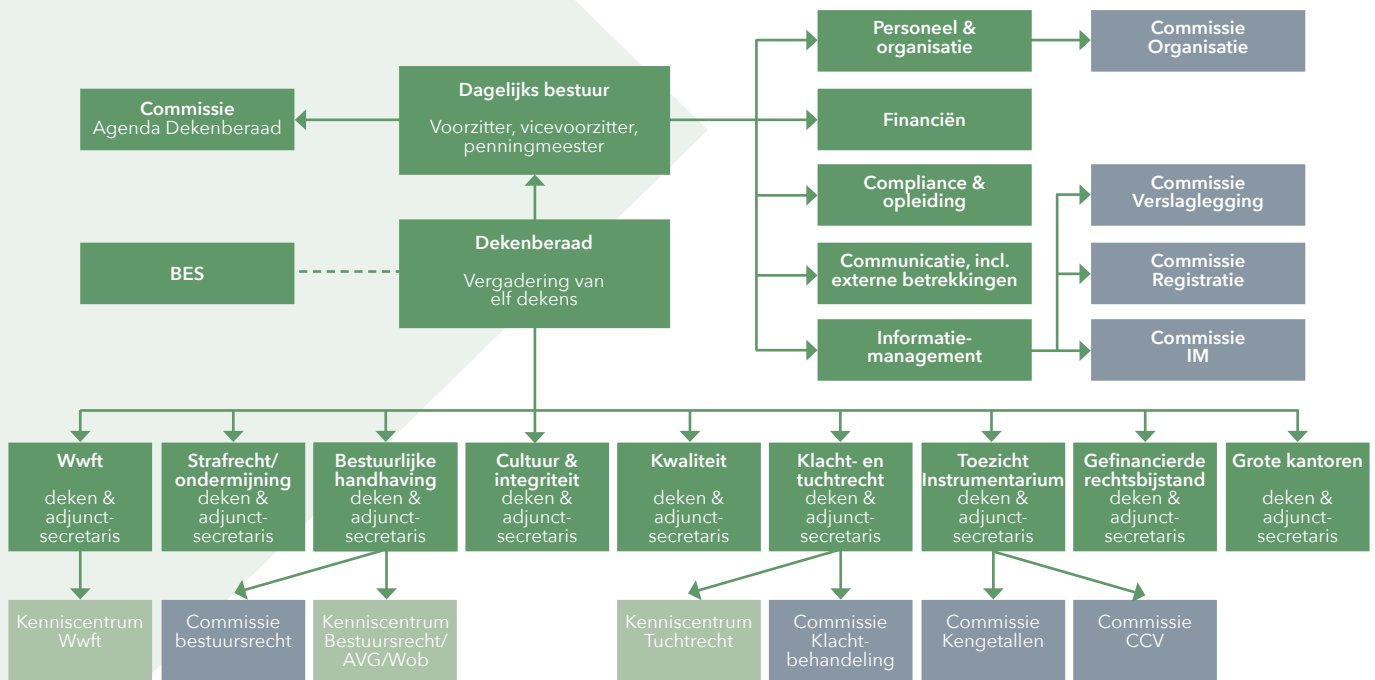 Personeel &
organisatie
Commissie
Organisatie
Dagelijks bestuur
Voorzitter, vicevoorzitter,
penningmeester
Commissie
Agenda Dekenberaad
Financiën
Compliance &
opleiding
Commissie
Verslaglegging
Dekenberaad
Vergadering van
elf dekens
BES
Communicatie, incl.
externe betrekkingen
Commissie
Registratie
Informatie-
management
Commissie
IM
Wwft
deken &
adjunct-
secretaris
Strafrecht/
ondermijning
deken &
adjunct-
secretaris
Bestuurlijke
handhaving
deken &
adjunct-
secretaris
Cultuur &
integriteit
deken &
adjunct-
secretaris
Kwaliteit
deken &
adjunct-
secretaris
Klacht- en
tuchtrecht
deken &
adjunct-
secretaris
Toezicht
Instrumentarium
deken &
adjunct-
secretaris
Gefinancierde
rechtsbijstand
deken &
adjunct-
secretaris
Grote kantoren
deken &
adjunct-
secretaris
Kenniscentrum
Wwft
Commissie
bestuursrecht
Kenniscentrum
Bestuursrecht/
AVG/Wob
Kenniscentrum
Tuchtrecht
Commissie
Klacht-
behandeling
Commissie
Kengetallen
Commissie
CCV